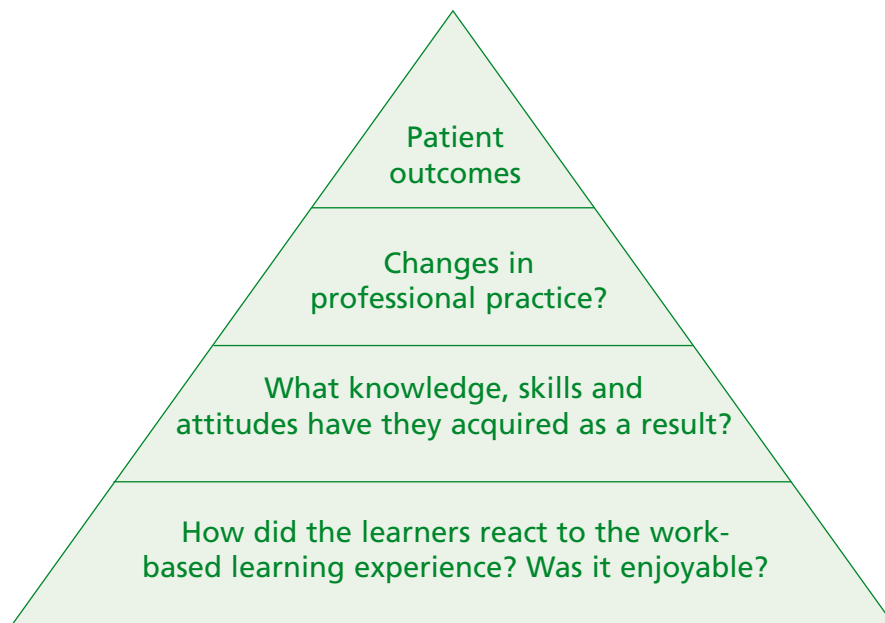 Patient
outcomes
Changes in
professional practice?
What knowledge, skills and
attitudes have they acquired as a result?
How did the learners react to the work-
based learning experience? Was it enjoyable?